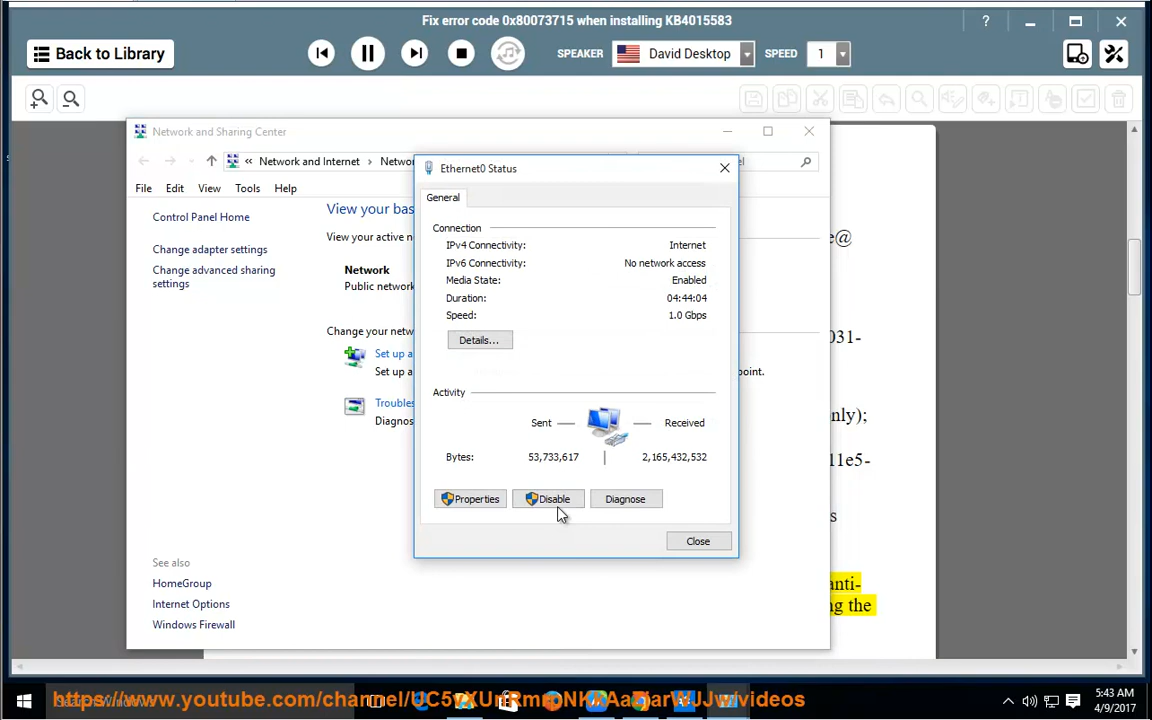 Fix error code 0x80073715 when installing KB4015583
?
Back to Library
SPEAKER
David Desktop
SPEED
1
Network and Sharing Center
« Network and Internet
File
Edit
View
Tools
Help
Control Panel Home
Change adapter settings
Change advanced sharing
settings
View your
View your active
Network
Public network
Change your
Set up a
Set up a
Ethernet0 Status
General
Connection
IPv4 Connectivity: Internet
IPv6 Connectivity: No network access
Media State: Enabled
Duration: 04:44:04
Speed: 1.0 Gbps
Details...
Activity
Sent
Received
Bytes: 53,733,617 2,165,432,532
Properties
Disable
Diagnose
Close
e@
031-
point.
nly);
11e5-
s
anti-
ng the
See also
HomeGroup
Internet Options
Windows Firewall
5:43 AM
4/9/2017